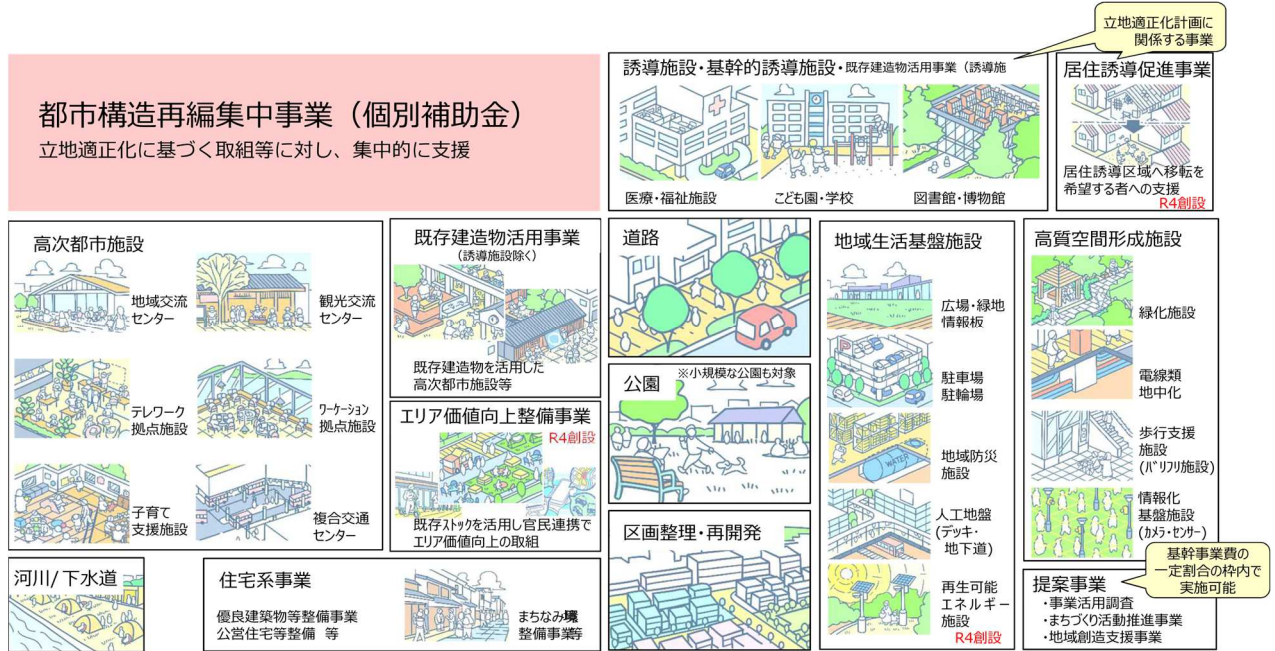 立地適正化計画に
関係する事業
都市構造再編集中事業（個別補助金）
立地適正化に基づく取組等に対し、集中的に支援
誘導施設・基幹的誘導施設・既存建造物活用事業（誘導施
医療・福祉施設
こども園・学校
図書館・博物館
居住誘導促進事業
居住誘導区域へ移転を
希望する者への支援
R4創設
高次都市施設
地域交流
センター
観光交流
センター
テレワーク
拠点施設
ワーケーション
拠点施設
子育て
支援施設
複合交通
センター
既存建造物活用事業
（誘導施設除く）
既存建造物を活用した
高次都市施設等
エリア価値向上整備事業
R4創設
既存ストックを活用し官民連携で
エリア価値向上の取組
道路
公園
※小規模な公園も対象
区画整理・再開発
地域生活基盤施設
広場・緑地
情報板
駐車場
駐輪場
地域防災
施設
WATER
人工地盤
(デッキ・
地下道)
再生可能
エネルギー
施設
R4創設
高質空間形成施設
緑化施設
電線類
地中化
歩行支援
施設
(バリフリ施設)
情報化
基盤施設
(カメラ・センサー)
基幹事業費の
一定割合の枠内で
実施可能
提案事業
・事業活用調査
・まちづくり活動推進事業
・地域創造支援事業
河川/下水道
住宅系事業
優良建築物等整備事業
公営住宅等整備 等
まちなみ環境
整備事業等